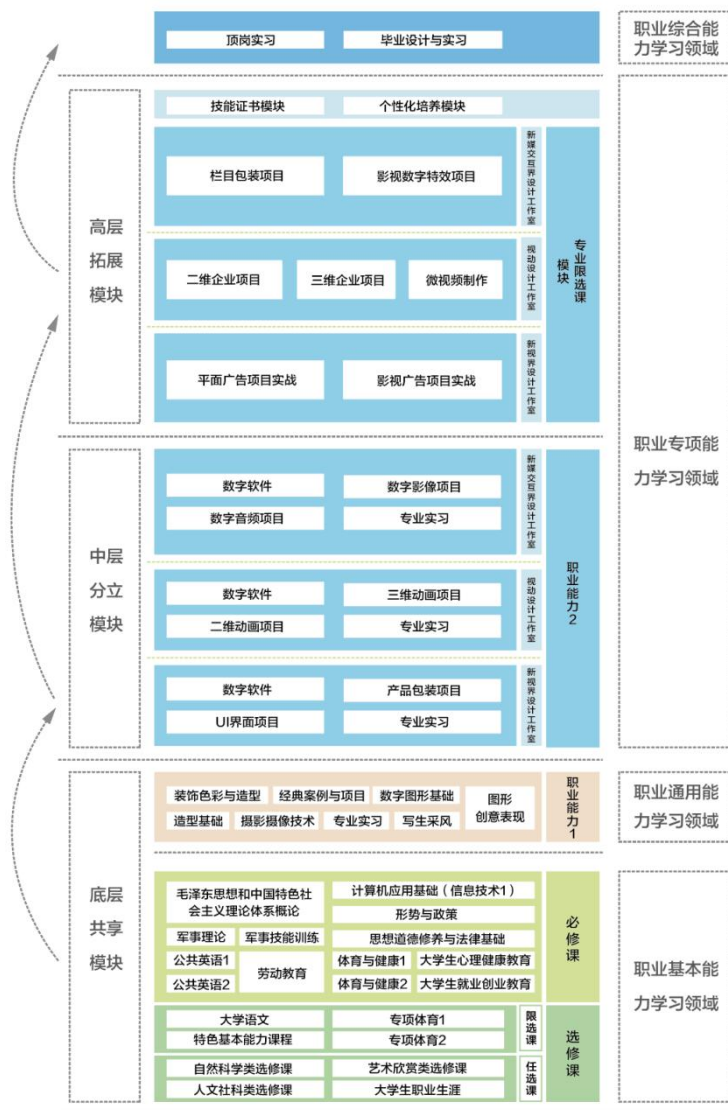 顶岗实习
毕业设计与实习
职业综合能
力学习领域
技能证书模块
个性化培养模块
高层
拓展
模块
栏目包装项目
影视数字特效项目
新媒交互界设计工作室
二维企业项目
三维企业项目
微视频制作
视动设计工作室
平面广告项目实战
影视广告项目实战
新视界设计工作室
专业限选课
模块
职业专项能
力学习领域
中层
分立
模块
数字软件
数字影像项目
数字音频项目
专业实习
新媒交互界设计工作室
数字软件
三维动画项目
二维动画项目
专业实习
视动设计工作室
数字软件
产品包装项目
UI界面项目
专业实习
新视界设计工作室
职业能力2
底层
共享
模块
装饰色彩与造型
经典案例与项目
数字图形基础
图形
创意表现
造型基础
摄影摄像技术
专业实习
写生采风
职业能力1
职业通用能
力学习领域
毛泽东思想和中国特色社
会主义理论体系概论
计算机应用基础（信息技术1）
形势与政策
军事理论
军事技能训练
思想道德修养与法律基础
公共英语1
劳动教育
体育与健康1
大学生心理健康教育
公共英语2
体育与健康2
大学生就业创业教育
必修课
大学语文
专项体育1
特色基本能力课程
专项体育2
限选课
自然科学类选修课
艺术欣赏类选修课
人文社科类选修课
大学生职业生涯
任选课
选修课
职业基本能
力学习领域